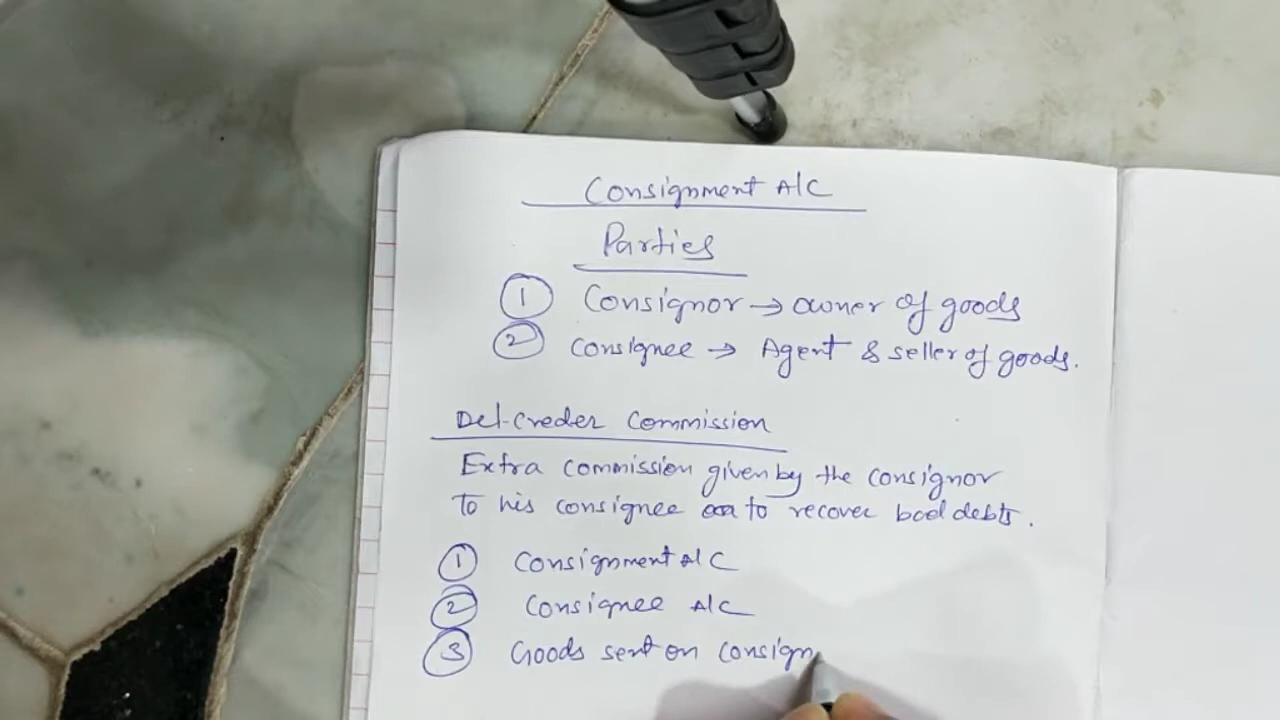 Consignment A/C
Parties
1 Consignor → owner of goods
2 Consignee → Agent & seller of goods.
Del-Creder Commission
Extra commission given by the consignor
To his consignee to recover bad debts.
1 Consignment A/C
2 Consignee A/C
3 Goods sent on consign